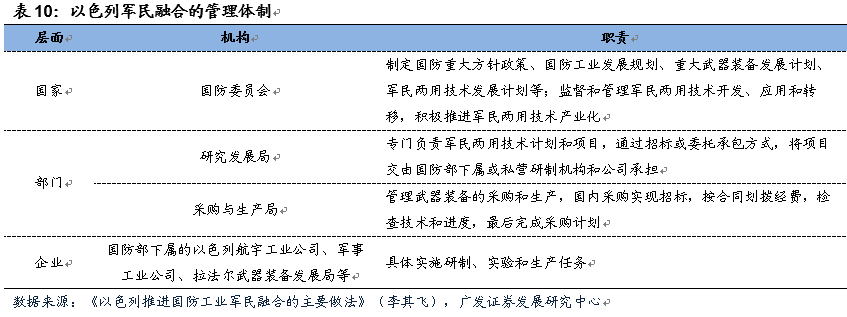 表 10：以色列军民融合的管理体制
层面 机构 职责
国家 国防委员会 制定国防重大方针政策、国防工业发展规划、重大武器装备发展计划、
军民两用技术发展计划等；监督和管理军民两用技术开发、应用和转
移，积极推进军民两用技术产业化
部门 研究发展局 专门负责军民两用技术计划和项目，通过招标或委托承包方式，将项目
交由国防部下属或私营研制机构和公司承担
采购与生产局 管理武器装备的采购和生产，国内采购实现招标，按合同划拨经费，检
查技术和进度，最后完成采购计划
企业 国防部下属的以色列航宇工业公司、军事
工业公司、拉法尔武器装备发展局等 具体实施研制、实验和生产任务
数据来源：《以色列推进国防工业军民融合的主要做法》（李其飞），广发证券发展研究中心